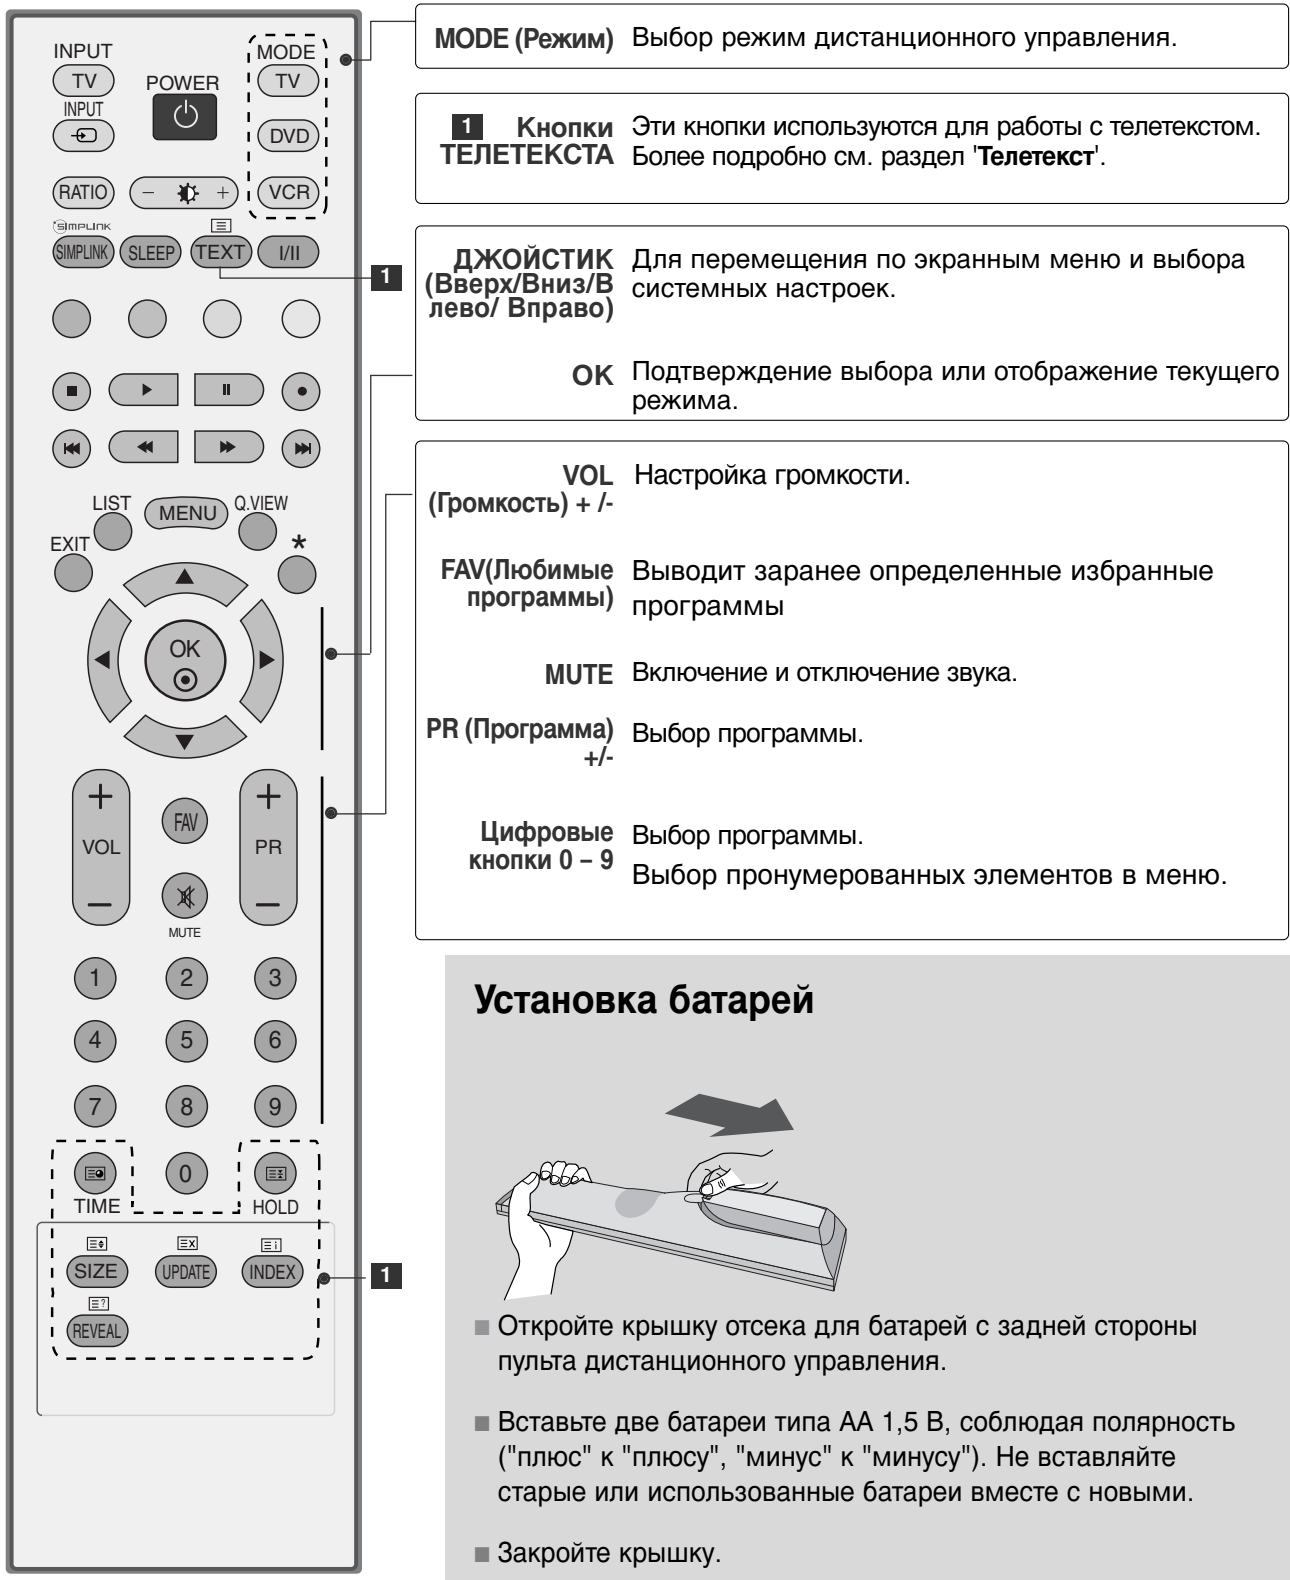 INPUT
MODE
TV
POWER
TV
INPUT
DVD
RATIO
− +
VCR
SIMPLINK
SIMPLINK
SLEEP
TEXT
I/II
1
LIST
MENU
Q.VIEW
EXIT
*
OK
+
+
VOL
FAV
PR
−
−
MUTE
1 2 3
4 5 6
7 8 9
0
TIME
HOLD
SIZE
UPDATE
INDEX
1
REVEAL
MODE (Режим) Выбор режим дистанционного управления.
1 Кнопки Эти кнопки используются для работы с телетекстом.
ТЕЛЕТЕКСТА Более подробно см. раздел 'Телетекст'.
ДЖОЙСТИК Для перемещения по экранным меню и выбора
(Вверх/Вниз/В системных настроек.
лево/ Вправо)
OK Подтверждение выбора или отображение текущего
режима.
VOL Настройка громкости.
(Громкость) + /-
FAV(Любимые Выводит заранее определенные избранные
программы) программы
MUTE Включение и отключение звука.
PR (Программа) Выбор программы.
+/-
Цифровые Выбор программы.
кнопки 0 – 9 Выбор пронумерованных элементов в меню.
Установка батарей
■ Откройте крышку отсека для батарей с задней стороны
пульта дистанционного управления.
■ Вставьте две батареи типа АА 1,5 В, соблюдая полярность
("плюс" к "плюсу", "минус" к "минусу"). Не вставляйте
старые или использованные батареи вместе с новыми.
■ Закройте крышку.